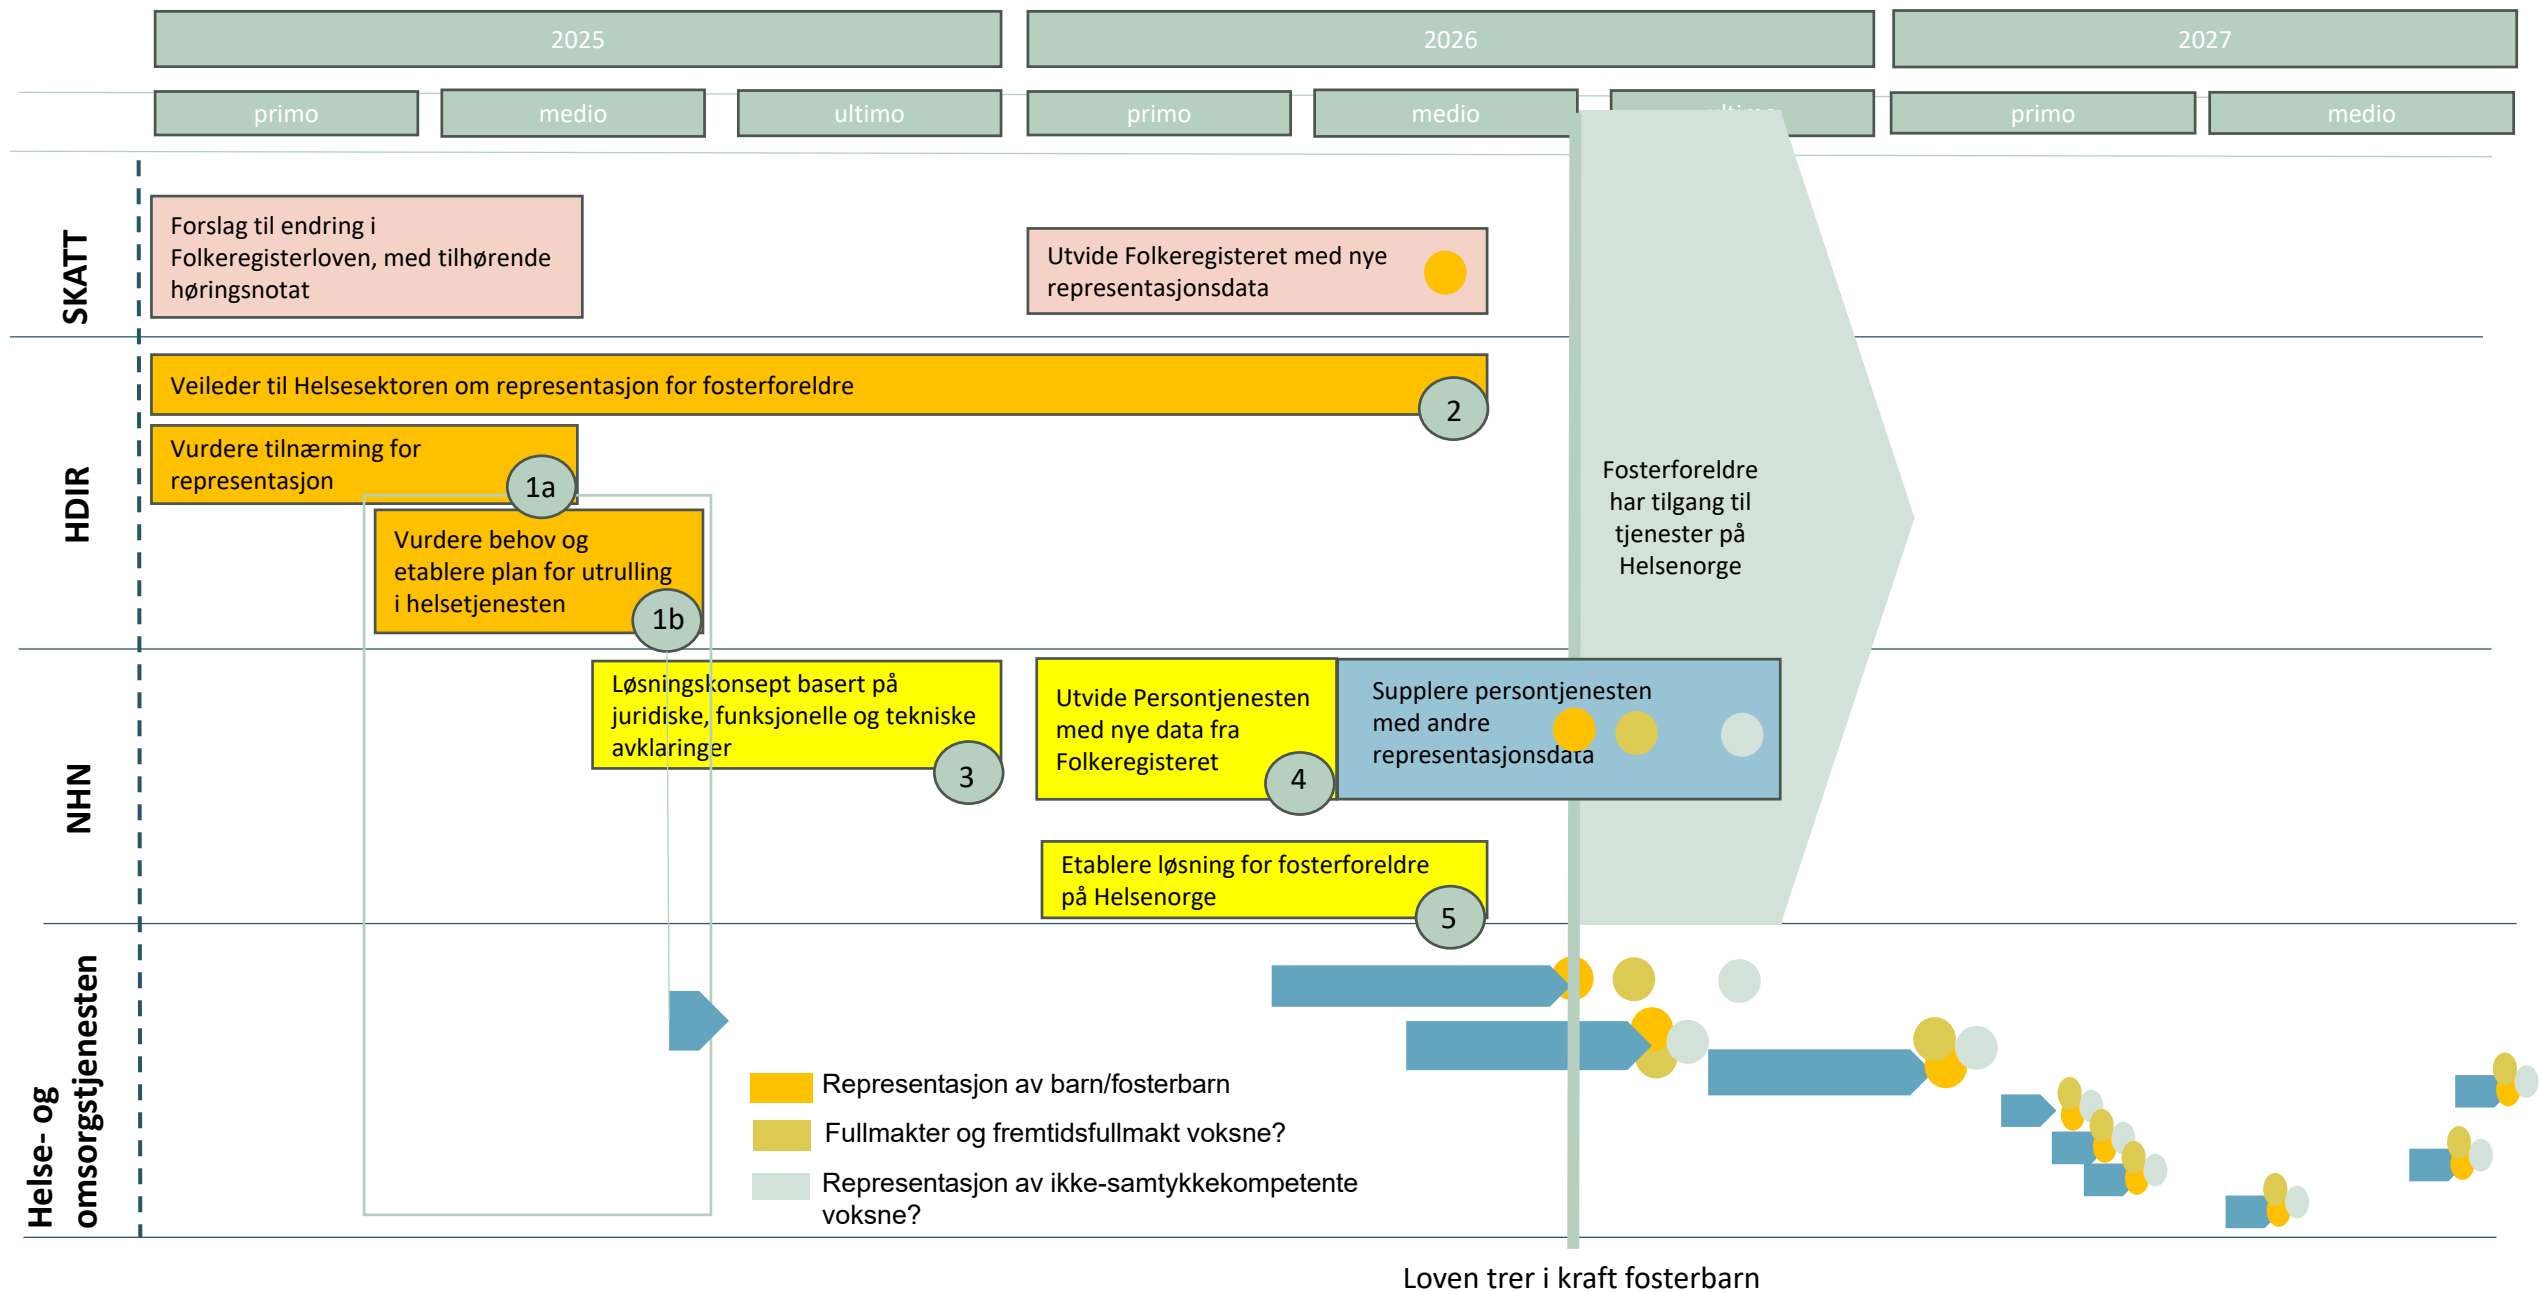 2025
2026
2027
primo
medio
ultimo
primo
medio
ultimo
primo
medio
SKATT
Forslag til endring i
Folkeregisterloven, med tilhørende
høringsnotat
Utvide Folkeregisteret med nye
representasjonsdata
HDIR
Veileder til Helsesektoren om representasjon for fosterforeldre
2
Vurdere tilnærming for
representasjon
1a
Vurdere behov og
etablere plan for utrulling
i helsetjenesten
1b
Fosterforeldre
har tilgang til
tjenester på
Helsenorge
NHN
Løsningskonsept basert på
juridiske, funksjonelle og tekniske
avklaringer
3
Utvide Persontjenesten
med nye data fra
Folkeregisteret
4
Supplere persontjenesten
med andre
representasjonsdata
Etablere løsning for fosterforeldre
på Helsenorge
5
Helse- og
omsorgstjenesten
Representasjon av barn/fosterbarn
Fullmakter og fremtidsfullmakt voksne?
Representasjon av ikke-samtykkekompetente
voksne?
Loven trer i kraft fosterbarn